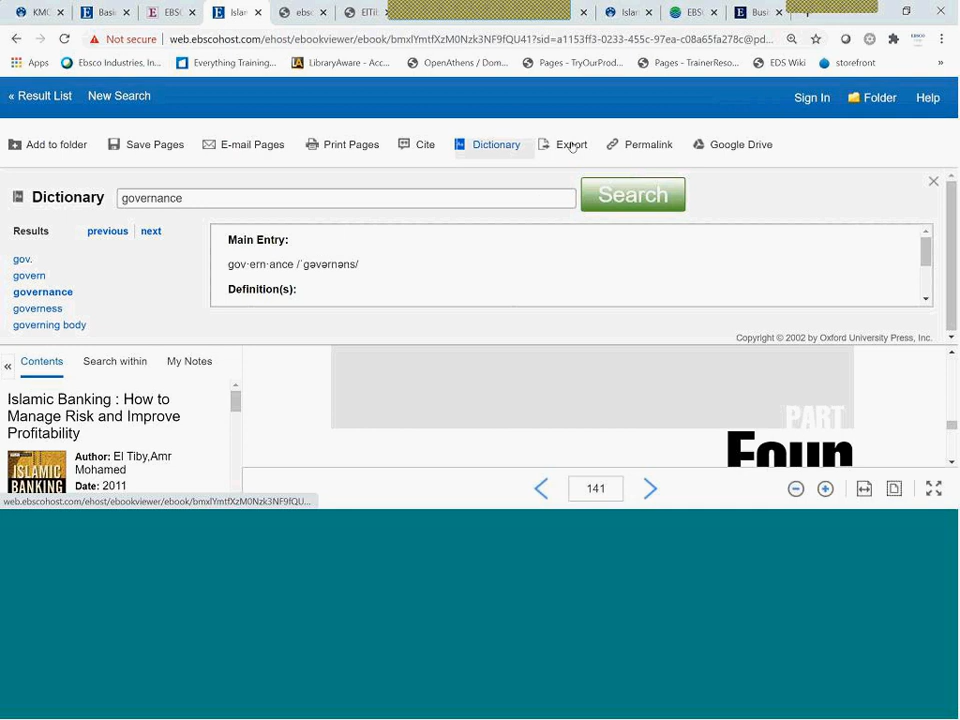 KMC
Basi
EBSC
Islar
ebsc
ElTil
Islar
EBS
Busi
Not secure
web.ebscohost.com/ehost/ebookviewer/ebook/bmxlYmtfXzM0Nzk3NF9fQU41?sid=a1153ff3-0233-455c-97ea-c08a65fa278c@pd...
Apps
Ebsco Industries, In...
Everything Training...
LibraryAware - Acc...
OpenAthens / Dom...
Pages - TryOurProd...
Pages - TrainerReso...
EDS Wiki
storefront
»
« Result List
New Search
Sign In
Folder
Help
Add to folder
Save Pages
E-mail Pages
Print Pages
Cite
Dictionary
Export
Permalink
Google Drive
Dictionary
governance
Search
Results
previous
next
gov.
govern
governance
governess
governing body
Main Entry:
gov·ern·ance /ˈgəvərnəns/
Definition(s):
Copyright © 2002 by Oxford University Press, Inc.
«
Contents
Search within
My Notes
Islamic Banking : How to
Manage Risk and Improve
Profitability
ISLAMIC
BANKING
Author: El Tiby,Amr
Mohamed
Date: 2011
PART
Four
web.ebscohost.com/ehost/ebookviewer/ebook/bmxlYmtfXzM0Nzk3NF9fQU...
141